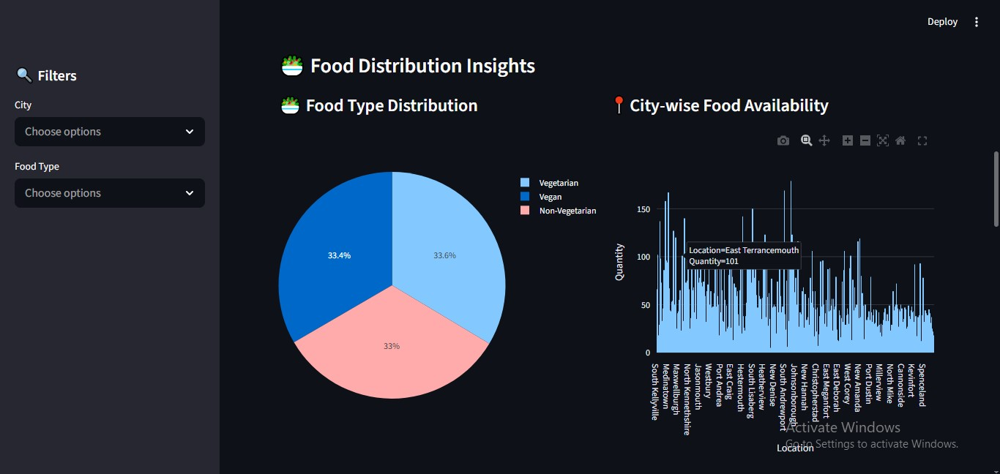 Deploy
Filters
City
Choose options
Food Type
Choose options
Food Distribution Insights
Food Type Distribution
33.4%
33.6%
33%
Vegetarian
Vegan
Non-Vegetarian
City-wise Food Availability
Quantity
150
100
50
0
Location=East Terrancemouth
Quantity=101
South Kellyville
Medinatown
Maxwellburgh
North Kennethshire
Jasonmouth
Westbury
Port Andrea
East Craig
Hestermouth
South Lisaberg
Heatherview
New Denise
South Andrewport
Johnsonborough
New Hannah
Christopherstad
East Meganfort
East Deborah
West Corey
New Amanda
Port Dustin
Millerview
North Mike
Cannonside
Kevinfort
Spenceland
Location
Activate Windows
Go to Settings to activate Windows.